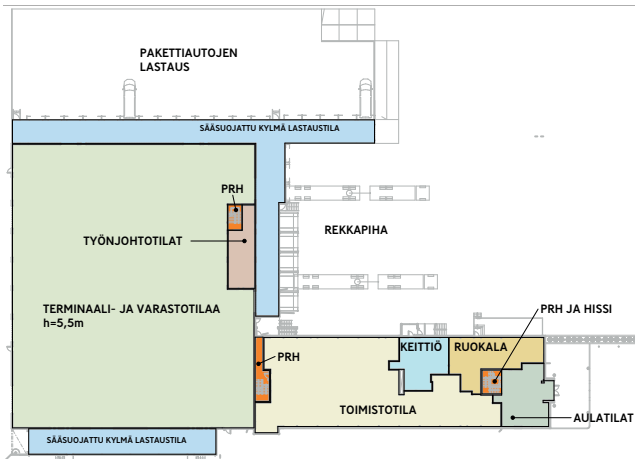 PAKETTIAUTOJEN
LASTAUS
SÄÄSUOJATTU KYLMÄ LASTAUSTILA
PRH
TYÖNJOHTOTILAT
REKKAPIHA
TERMINAALI- JA VARASTOTILAA
h=5,5m
PRH JA HISSI
KEITTIÖ
RUOKALA
PRH
TOIMISTOTILA
AULATILAT
SÄÄSUOJATTU KYLMÄ LASTAUSTILA